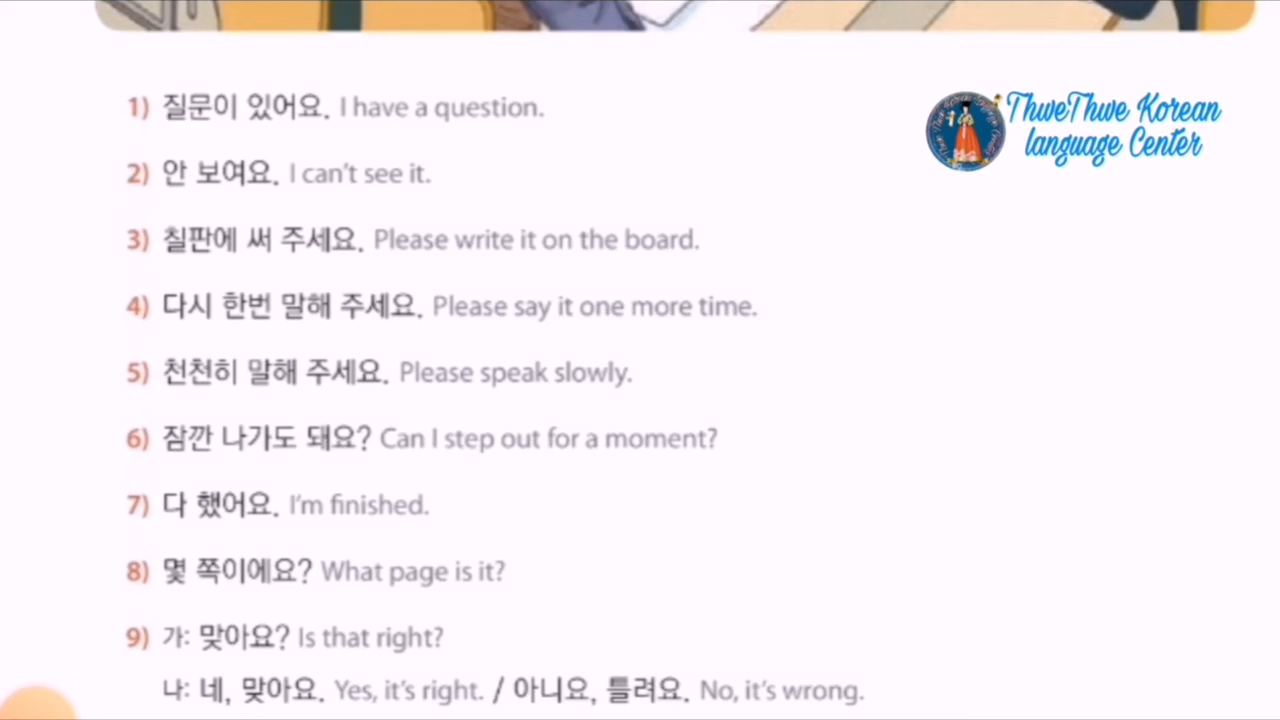 1) 질문이 있어요. I have a question.
ThweThwe Korean
language Center
2) 안 보여요. I can't see it.
3) 칠판에 써 주세요. Please write it on the board.
4) 다시 한번 말해 주세요. Please say it one more time.
5) 천천히 말해 주세요. Please speak slowly.
6) 잠깐 나가도 돼요? Can I step out for a moment?
7) 다 했어요. I'm finished.
8) 몇 쪽이에요? What page is it?
9) 가: 맞아요? Is that right?
나: 네, 맞아요. Yes, it's right. / 아니요, 틀려요. No, it's wrong.